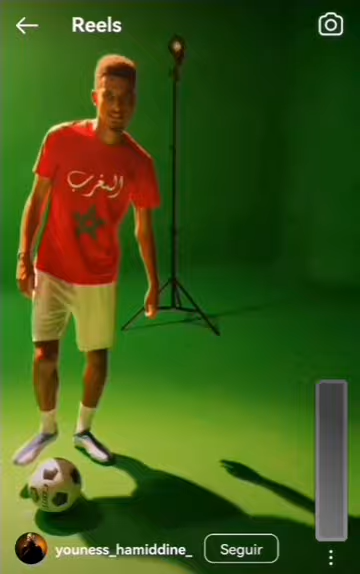 Reels
المغرب
youness_hamiddine_
Seguir